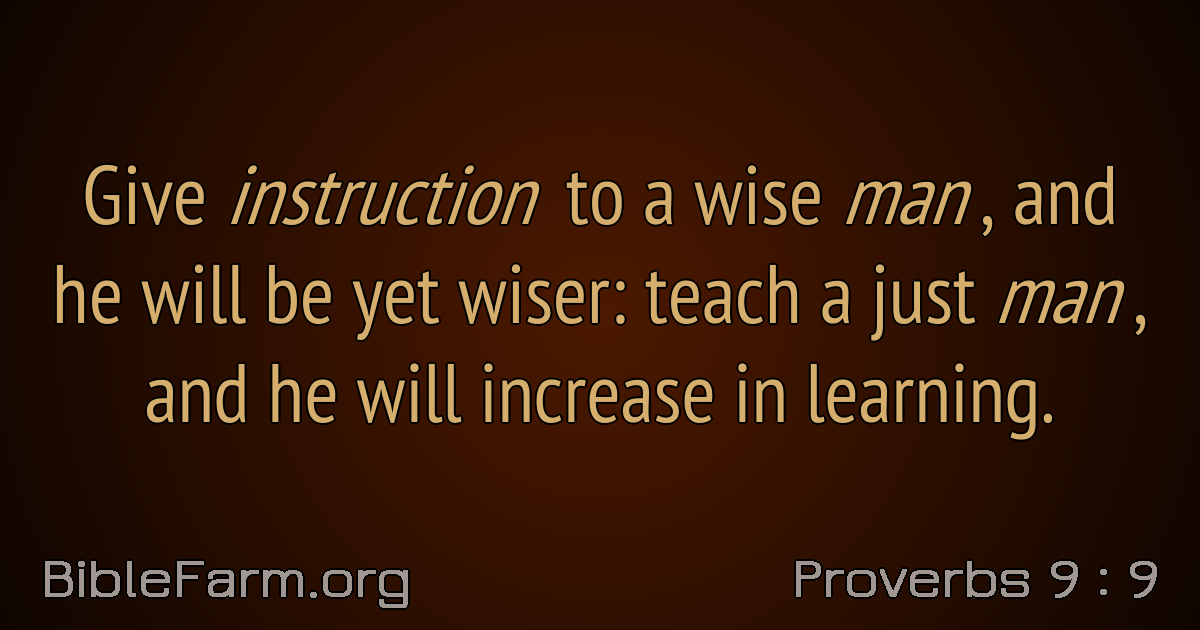 Give instruction to a wise man, and
he will be yet wiser: teach a just man,
and he will increase in learning.
BibleFarm.org
Proverbs 9 : 9